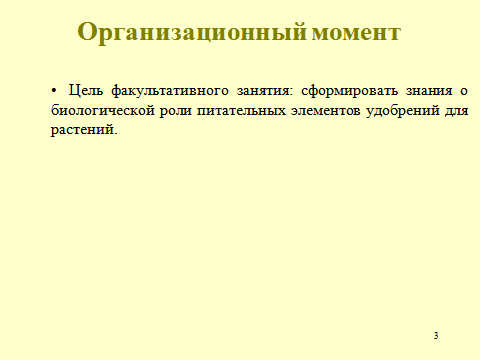 Организационный момент
• Цель факультативного занятия: сформировать знания о
биологической роли питательных элементов удобрений для
растений.
3